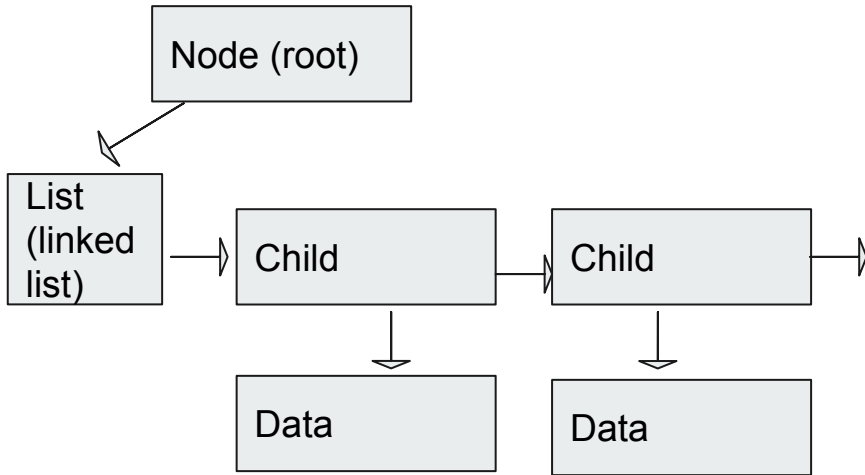 Node (root)
List
(linked
list)
Child
Child
Data
Data